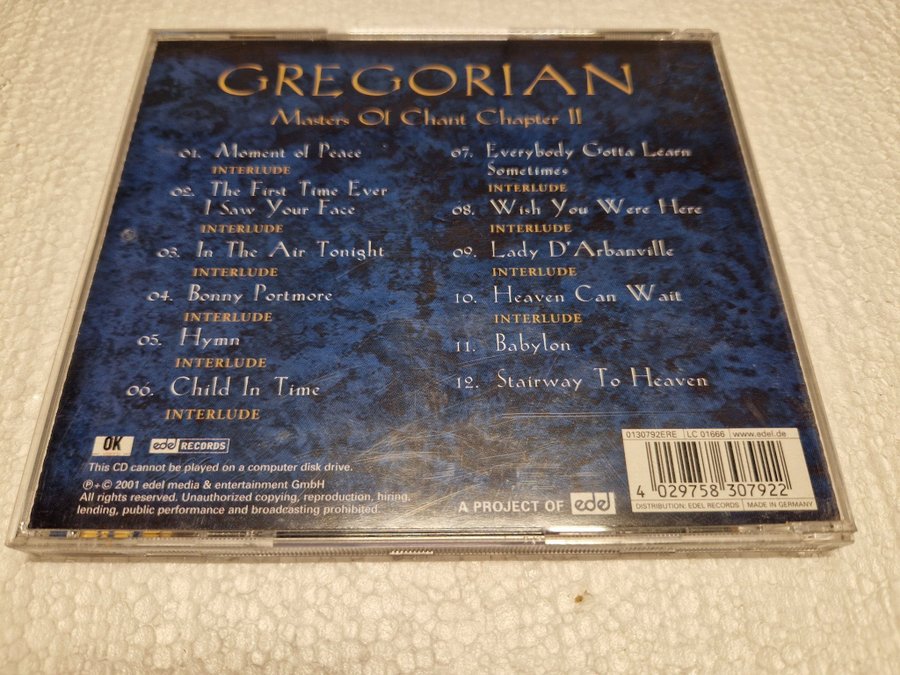 GREGORIAN
Masters Of Chant Chapter II
01. Moment of Peace
INTERLUDE
02. The First Time Ever
I Saw Your Face
INTERLUDE
03. In The Air Tonight
INTERLUDE
04. Bonny Portmore
INTERLUDE
05. Hymn
INTERLUDE
06. Child In Time
INTERLUDE
07. Everybody Gotta Learn
Sometimes
INTERLUDE
08. Wish You Were Here
INTERLUDE
09. Lady D'Arbanville
INTERLUDE
10. Heaven Can Wait
INTERLUDE
11. Babylon
12. Stairway To Heaven
OK
edel RECORDS
This CD cannot be played on a computer disk drive.
℗+© 2001 edel media & entertainment GmbH
All rights reserved. Unauthorized copying, reproduction, hiring,
lending, public performance and broadcasting prohibited.
A PROJECT OF edel
0130792ERE LC 01666 www.edel.de
4 029758 307922
DISTRIBUTION: EDEL RECORDS MADE IN GERMANY